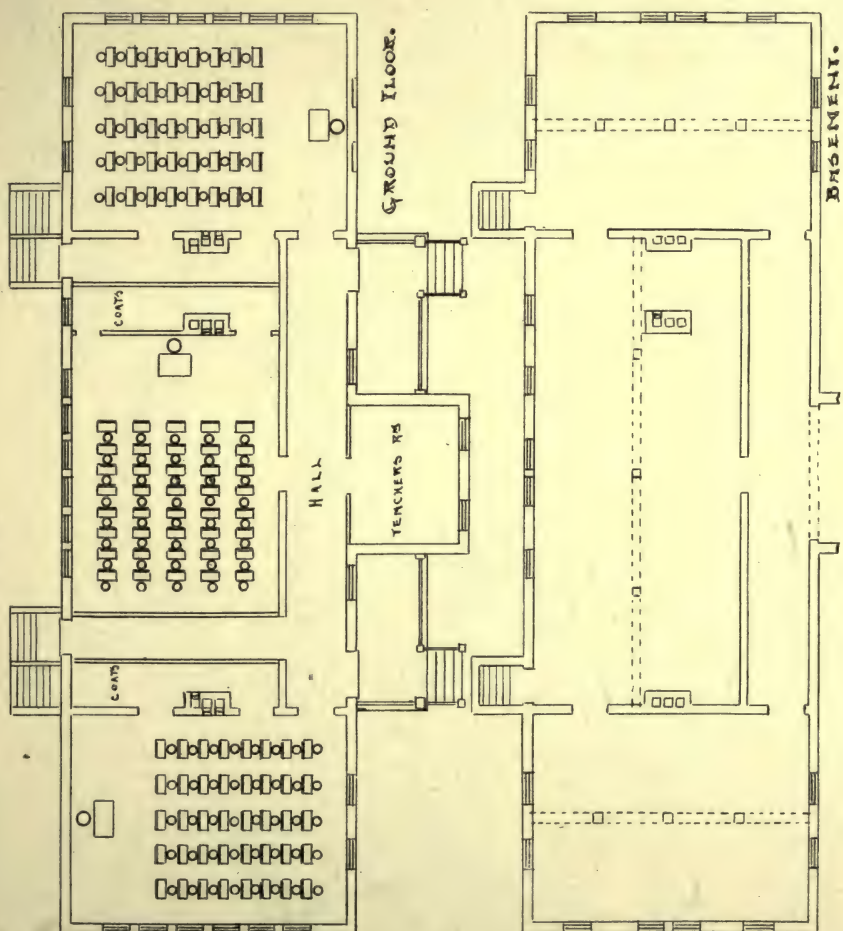 GROUND FLOOR.
BASEMENT.
COATS
HALL
TEACHERS RM
COATS